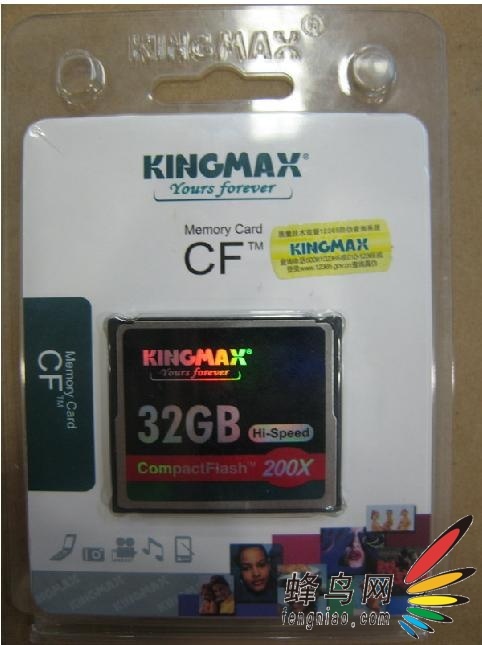 KINGMAX®
KINGMAX®
Yours forever
Memory Card
CF™
KINGMAX
Memory Card
CF™
KINGMAX®
Yours forever
32GB
Hi-Speed
CompactFlash™ 200X
KINGMAX
蜂鸟网
fengniao.com